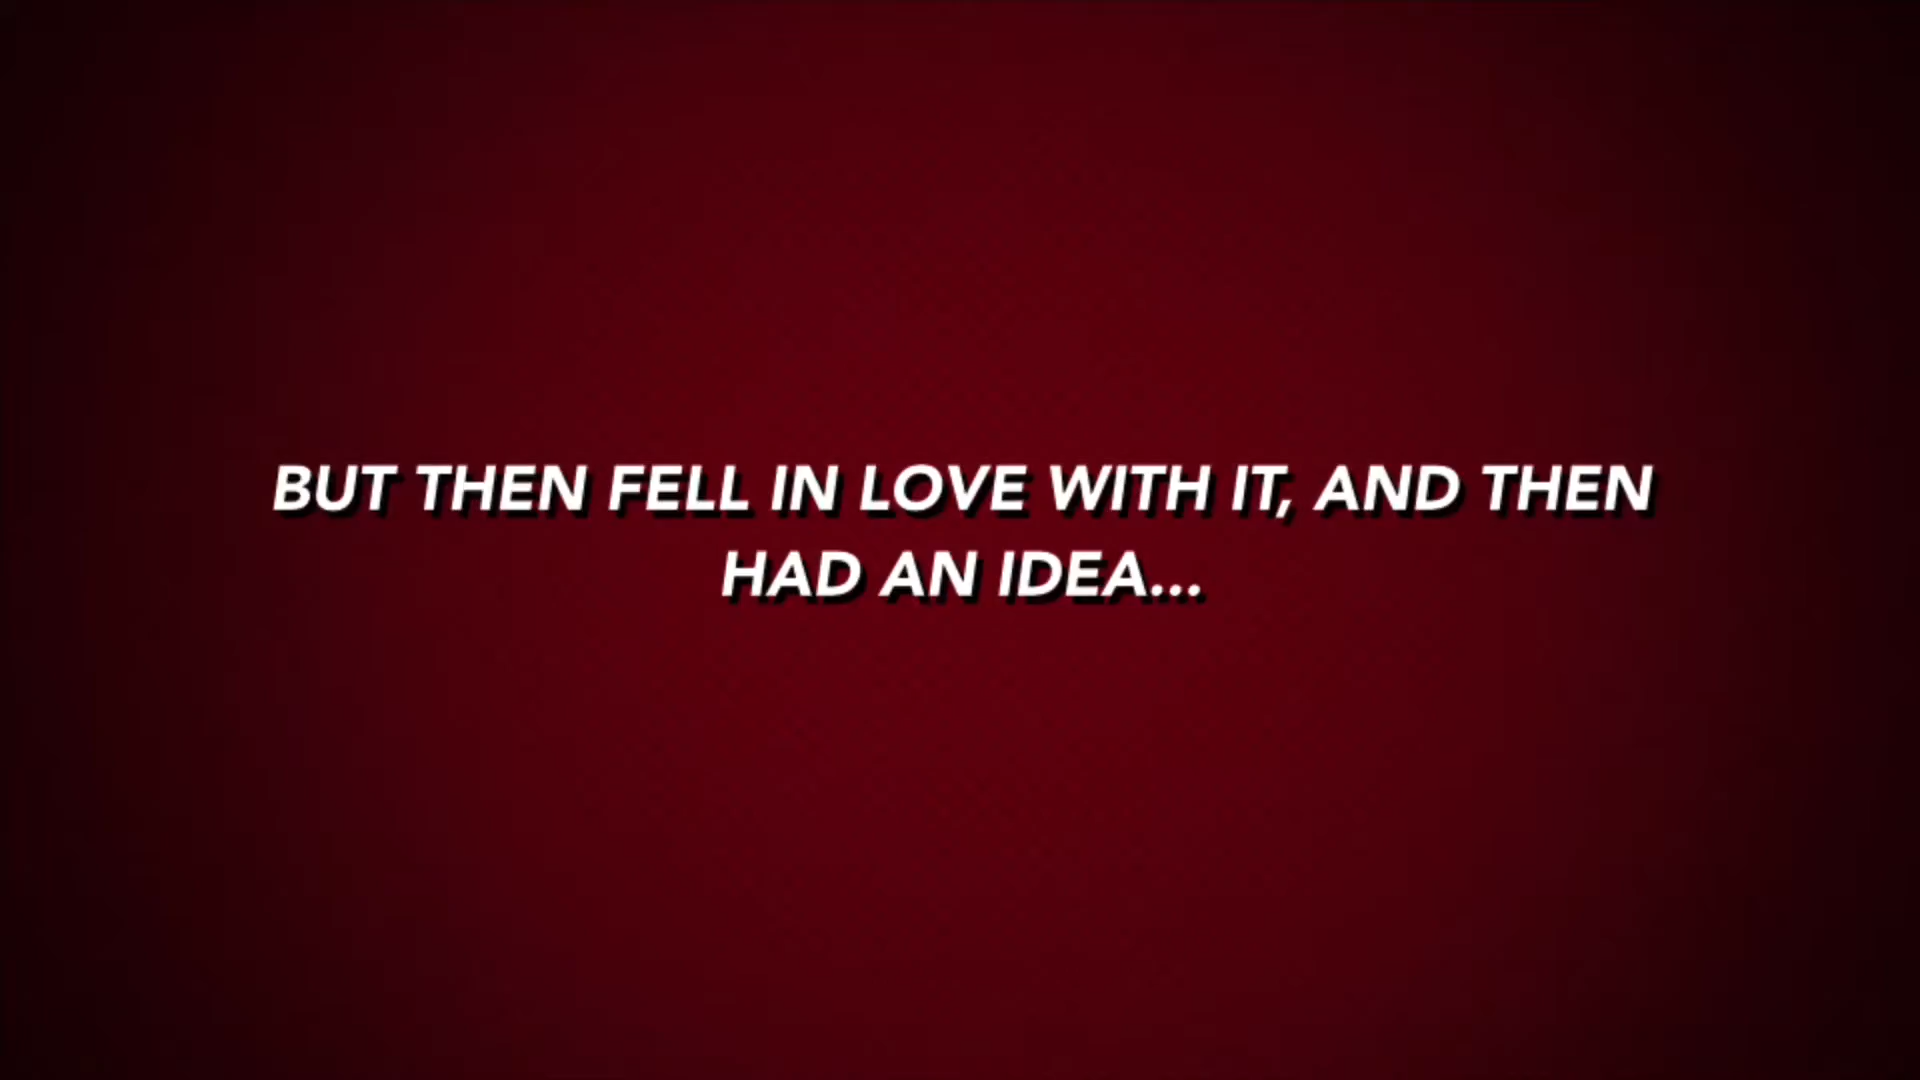 BUT THEN FELL IN LOVE WITH IT, AND THEN
HAD AN IDEA...